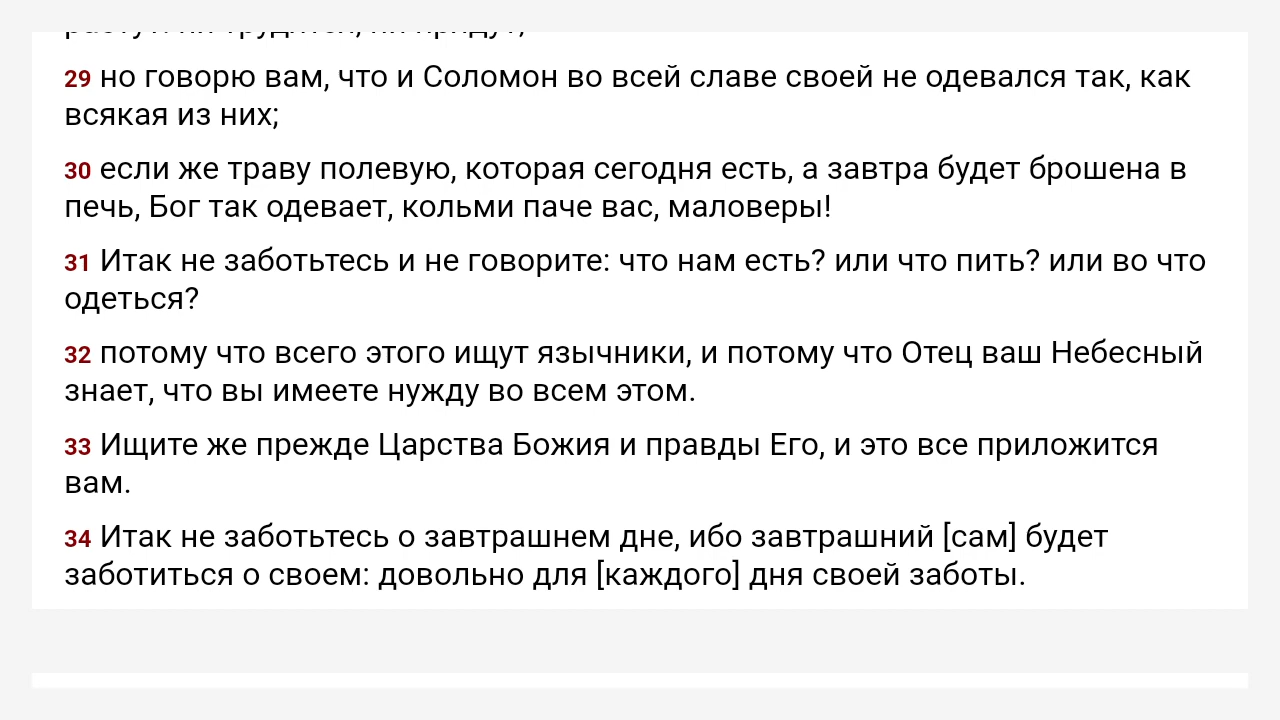 29 но говорю вам, что и Соломон во всей славе своей не одевался так, как
всякая из них;
30 если же траву полевую, которая сегодня есть, а завтра будет брошена в
печь, Бог так одевает, кольми паче вас, маловеры!
31 Итак не заботьтесь и не говорите: что нам есть? или что пить? или во что
одеться?
32 потому что всего этого ищут язычники, и потому что Отец ваш Небесный
знает, что вы имеете нужду во всем этом.
33 Ищите же прежде Царства Божия и правды Его, и это все приложится
вам.
34 Итак не заботьтесь о завтрашнем дне, ибо завтрашний [сам] будет
заботиться о своем: довольно для [каждого] дня своей заботы.